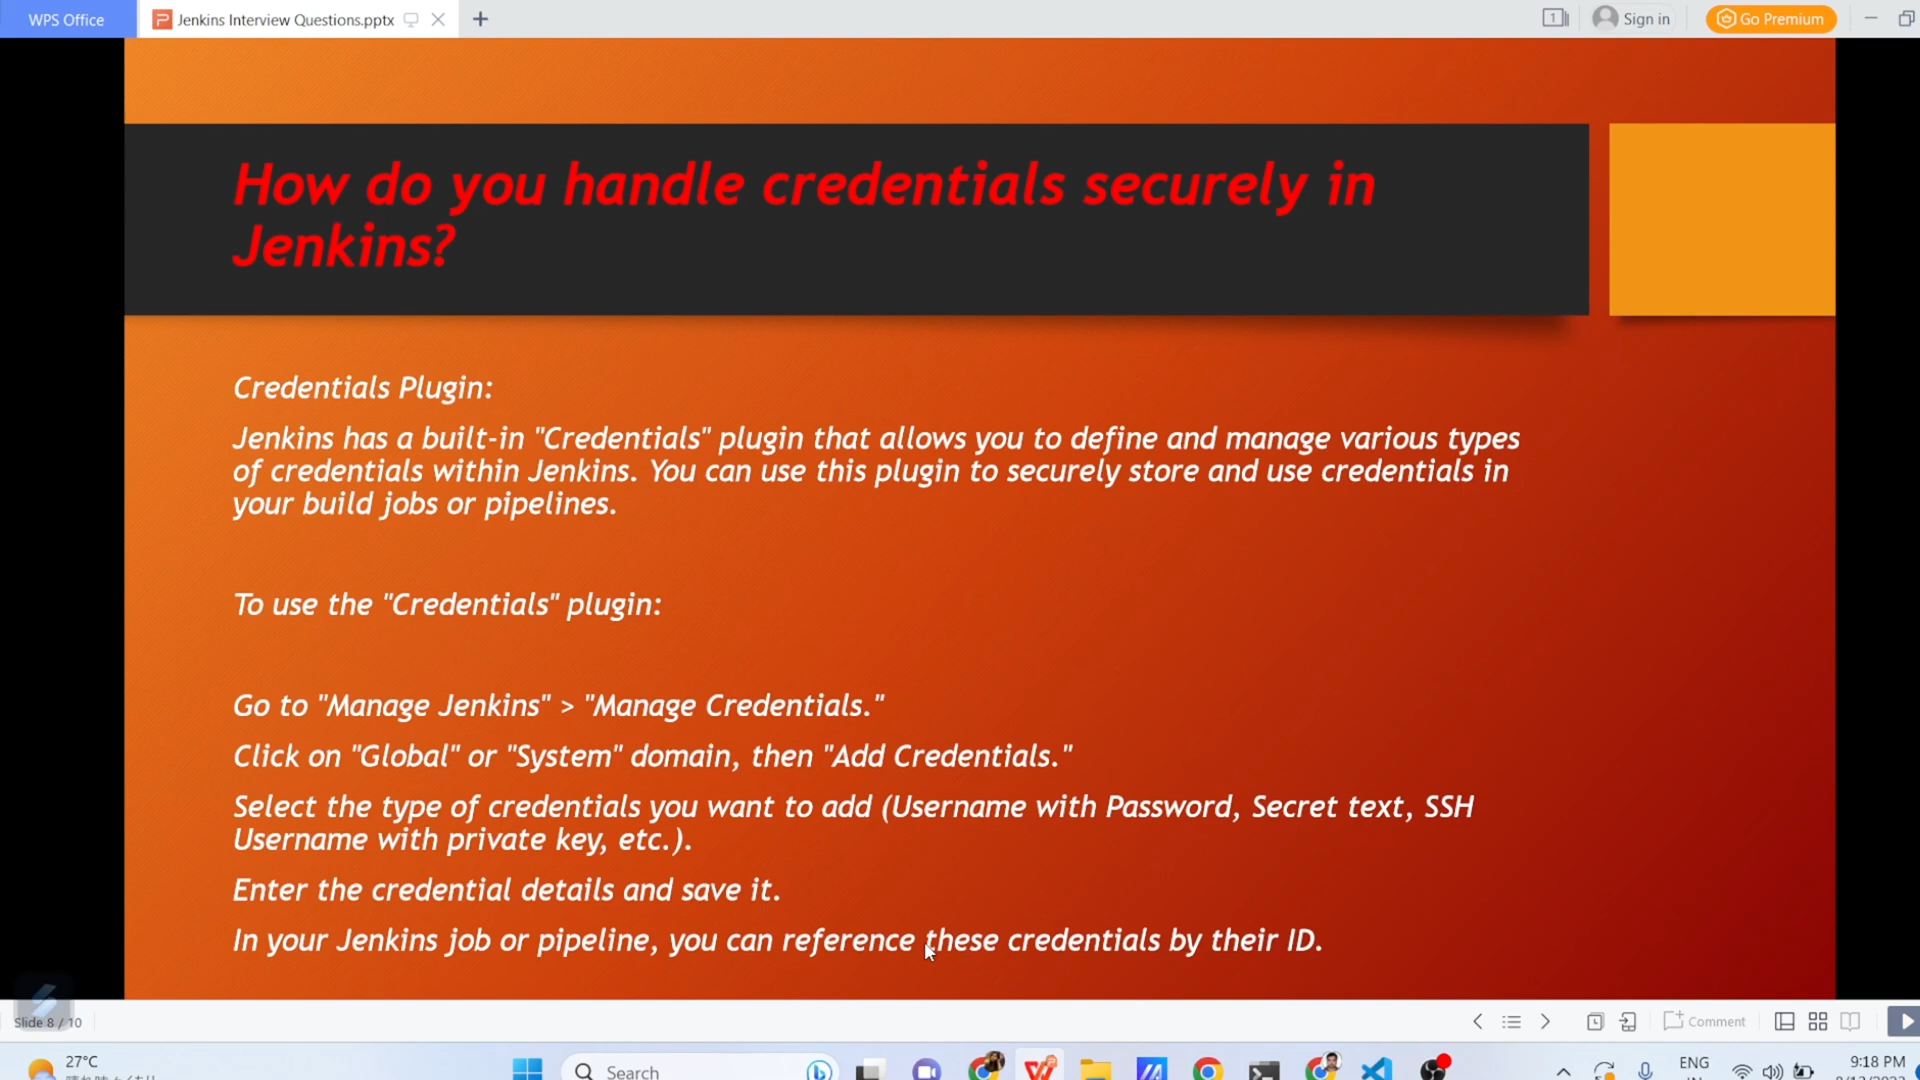 WPS Office
Jenkins Interview Questions.pptx
Sign in
Go Premium
How do you handle credentials securely in
Jenkins?
Credentials Plugin:
Jenkins has a built-in "Credentials" plugin that allows you to define and manage various types
of credentials within Jenkins. You can use this plugin to securely store and use credentials in
your build jobs or pipelines.
To use the "Credentials" plugin:
Go to "Manage Jenkins" > "Manage Credentials."
Click on "Global" or "System" domain, then "Add Credentials."
Select the type of credentials you want to add (Username with Password, Secret text, SSH
Username with private key, etc.).
Enter the credential details and save it.
In your Jenkins job or pipeline, you can reference these credentials by their ID.
Slide 8 / 10
Comment
27°C
Search
ENG
9:18 PM